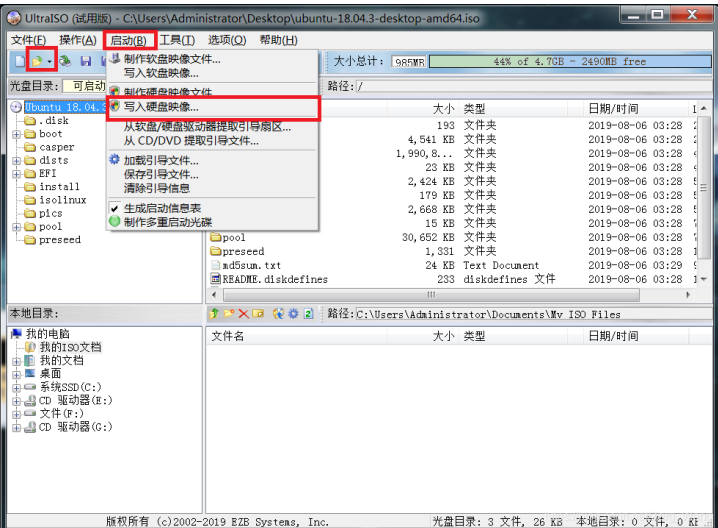 UltraISO (试用版) - C:\Users\Administrator\Desktop\ubuntu-18.04.3-desktop-amd64.iso
文件(F) 操作(A) 启动(B) 工具(T) 选项(O) 帮助(H)
大小总计: 985MB 44% of 4.7GB - 2490MB free
光盘目录: 可启动 路径:/
制作软盘映像文件...
写入软盘映像...
制作硬盘映像文件...
写入硬盘映像...
从软盘/硬盘驱动器提取引导扇区...
从 CD/DVD 提取引导文件...
加载引导文件...
保存引导文件...
清除引导信息
生成启动信息表
制作多重启动光碟
Ubuntu 18.04.3
.disk
boot
casper
dists
EFI
install
isolinux
pics
pool
preseed
大小 类型 日期/时间
193 文件夹 2019-08-06 03:28
4,541 KB 文件夹 2019-08-06 03:28
1,990,8... 文件夹 2019-08-06 03:28
23 KB 文件夹 2019-08-06 03:28
2,424 KB 文件夹 2019-08-06 03:28
179 KB 文件夹 2019-08-06 03:28
2,668 KB 文件夹 2019-08-06 03:28
15 KB 文件夹 2019-08-06 03:28
pool 30,652 KB 文件夹 2019-08-06 03:28
preseed 1,331 文件夹 2019-08-06 03:28
md5sum.txt 24 KB Text Document 2019-08-06 03:29
README.diskdefines 233 diskdefines 文件 2019-08-06 03:28
本地目录: 路径:C:\Users\Administrator\Documents\My ISO Files
我的电脑
我的ISO文档
我的文档
桌面
系统SSD(C:)
CD 驱动器(E:)
文件(F:)
CD 驱动器(G:)
文件名 大小 类型 日期/时间
版权所有 (c)2002-2019 EZB Systems, Inc. 光盘目录: 3 文件, 26 KB 本地目录: 0 文件, 0 KB